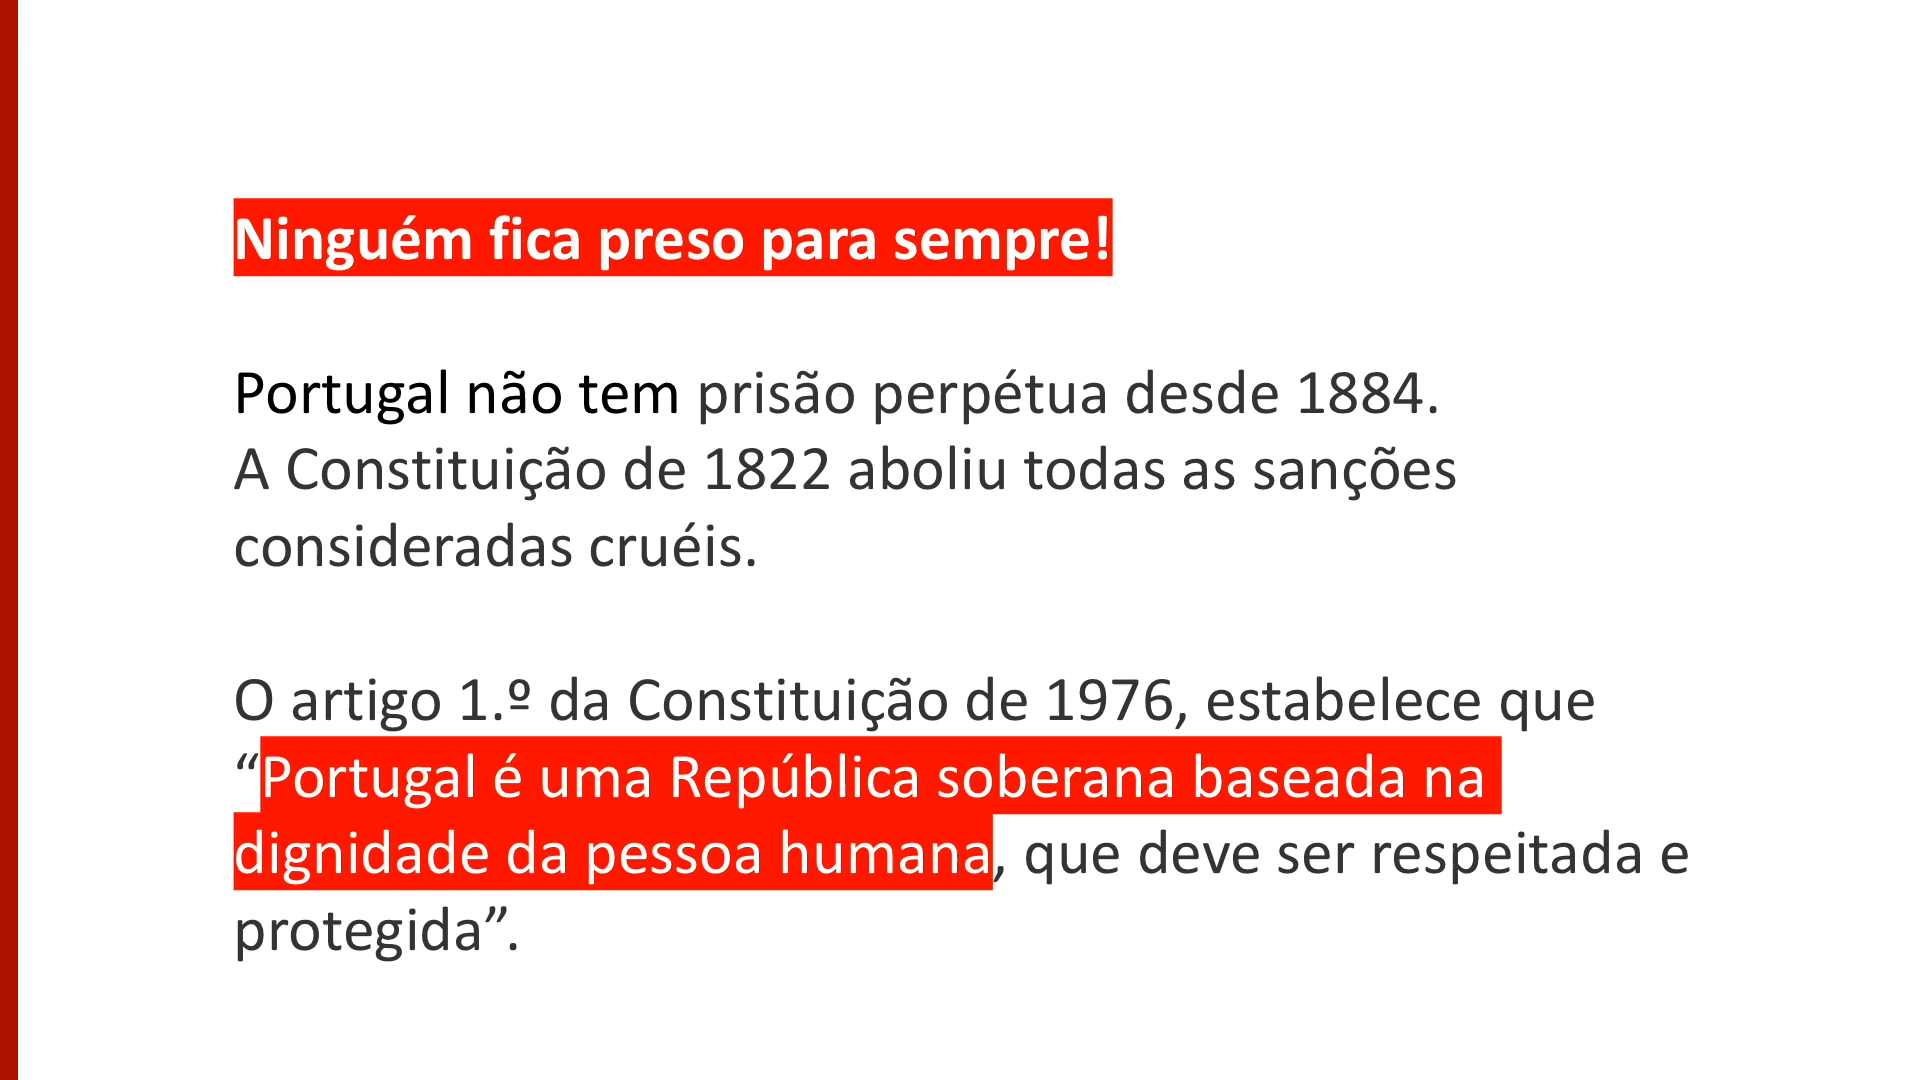 Ninguém fica preso para sempre!
Portugal não tem prisão perpétua desde 1884.
A Constituição de 1822 aboliu todas as sanções
consideradas cruéis.
O artigo 1.º da Constituição de 1976, estabelece que
“Portugal é uma República soberana baseada na
dignidade da pessoa humana, que deve ser respeitada e
protegida”.